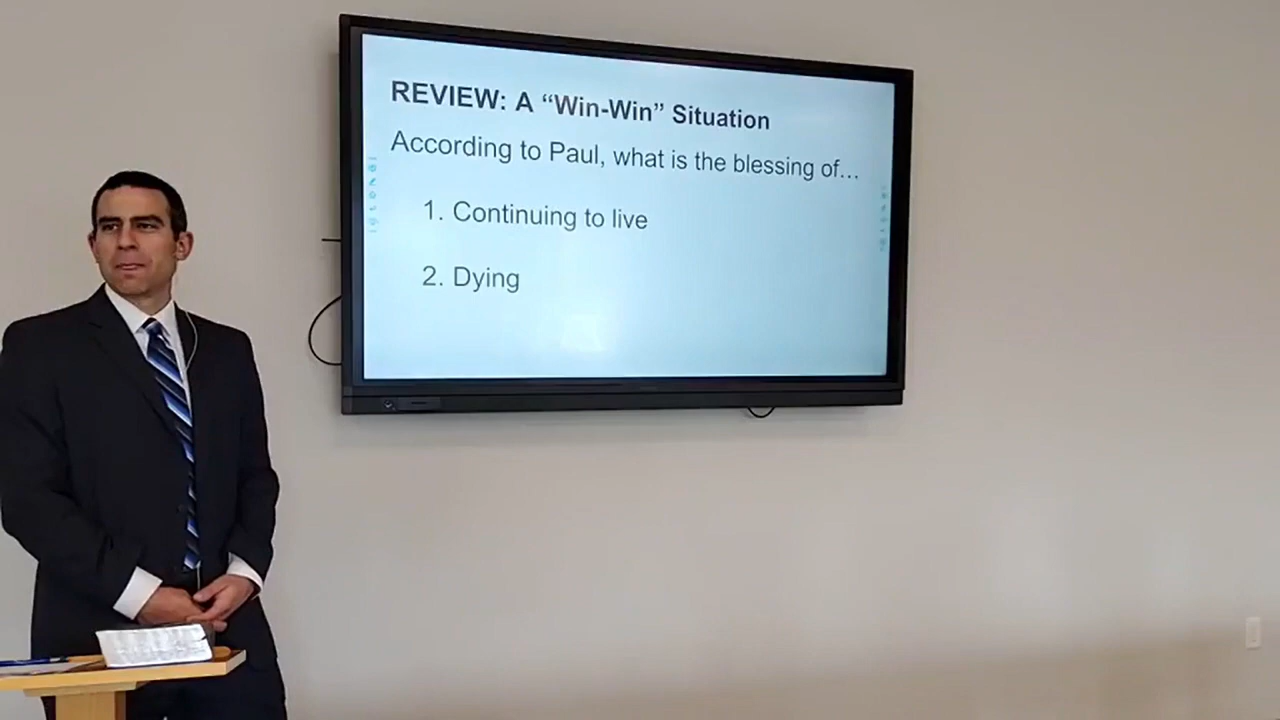 REVIEW: A “Win-Win” Situation
According to Paul, what is the blessing of…
1. Continuing to live
2. Dying